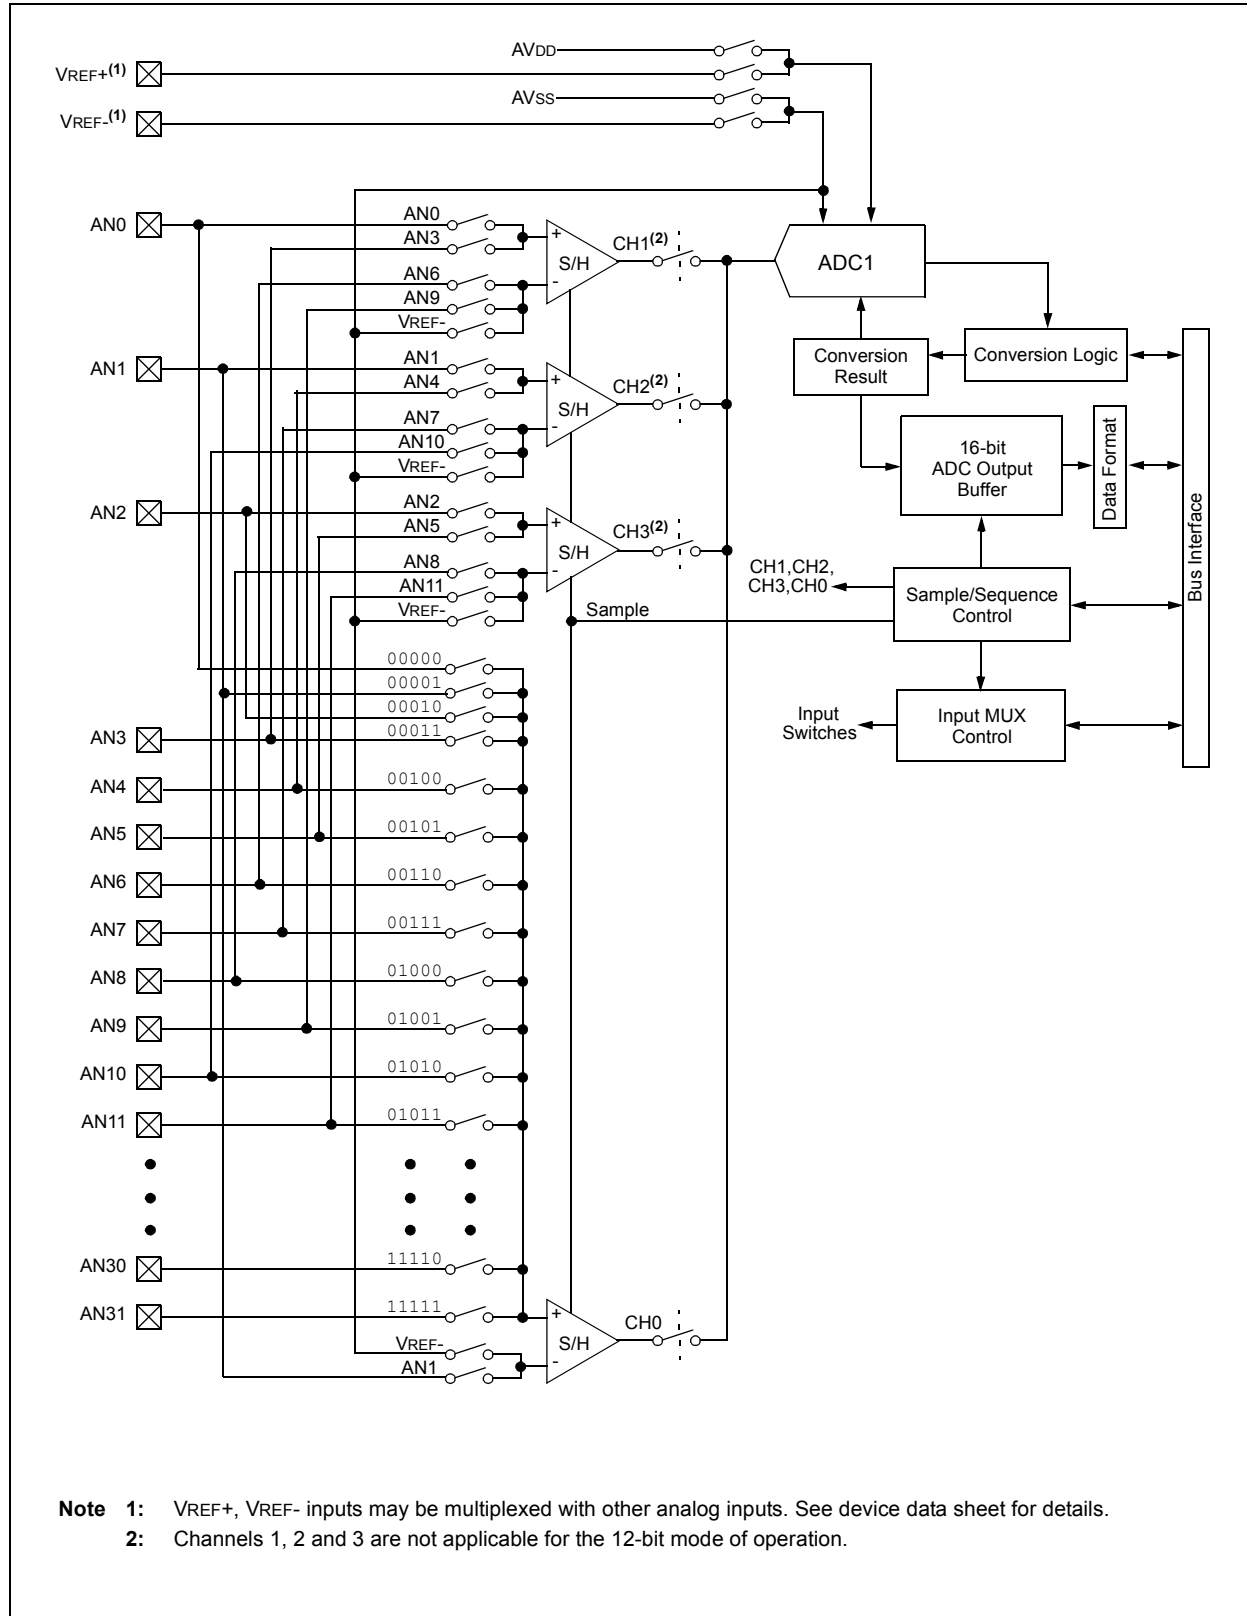 AVDD
VREF+(1)
AVSS
VREF-(1)
AN0
AN0
AN3
AN6
AN9
VREF-
+
-
S/H
CH1(2)
ADC1
Conversion Logic
Conversion
Result
AN1
AN1
AN4
AN7
AN10
VREF-
+
-
S/H
CH2(2)
16-bit
ADC Output
Buffer
Data Format
Bus Interface
AN2
AN2
AN5
AN8
AN11
VREF-
+
-
S/H
CH3(2)
CH1,CH2,
CH3,CH0
Sample/Sequence
Control
Sample
Input
Switches
Input MUX
Control
00000
00001
00010
AN3 00011
AN4 00100
AN5 00101
AN6 00110
AN7 00111
AN8 01000
AN9 01001
AN10 01010
AN11 01011
AN30 11110
AN31 11111
VREF-
AN1
+
-
S/H
CH0
Note 1: VREF+, VREF- inputs may be multiplexed with other analog inputs. See device data sheet for details.
2: Channels 1, 2 and 3 are not applicable for the 12-bit mode of operation.